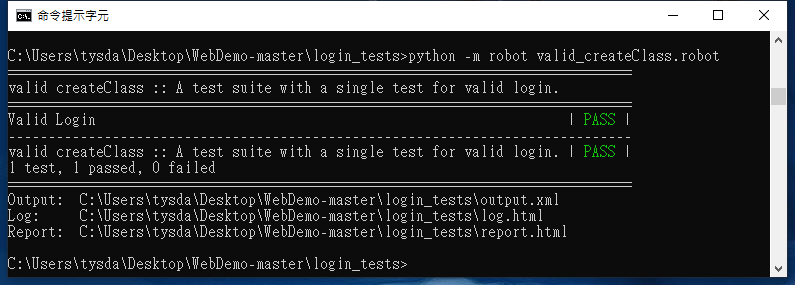 命令提示字元
C:\Users\tysda\Desktop\WebDemo-master\login_tests>python -m robot valid_createClass.robot
==============================================================================
valid createClass :: A test suite with a single test for valid login.
==============================================================================
Valid Login                                                           | PASS |
------------------------------------------------------------------------------
valid createClass :: A test suite with a single test for valid login. | PASS |
1 test, 1 passed, 0 failed
==============================================================================
Output:  C:\Users\tysda\Desktop\WebDemo-master\login_tests\output.xml
Log:     C:\Users\tysda\Desktop\WebDemo-master\login_tests\log.html
Report:  C:\Users\tysda\Desktop\WebDemo-master\login_tests\report.html
C:\Users\tysda\Desktop\WebDemo-master\login_tests>